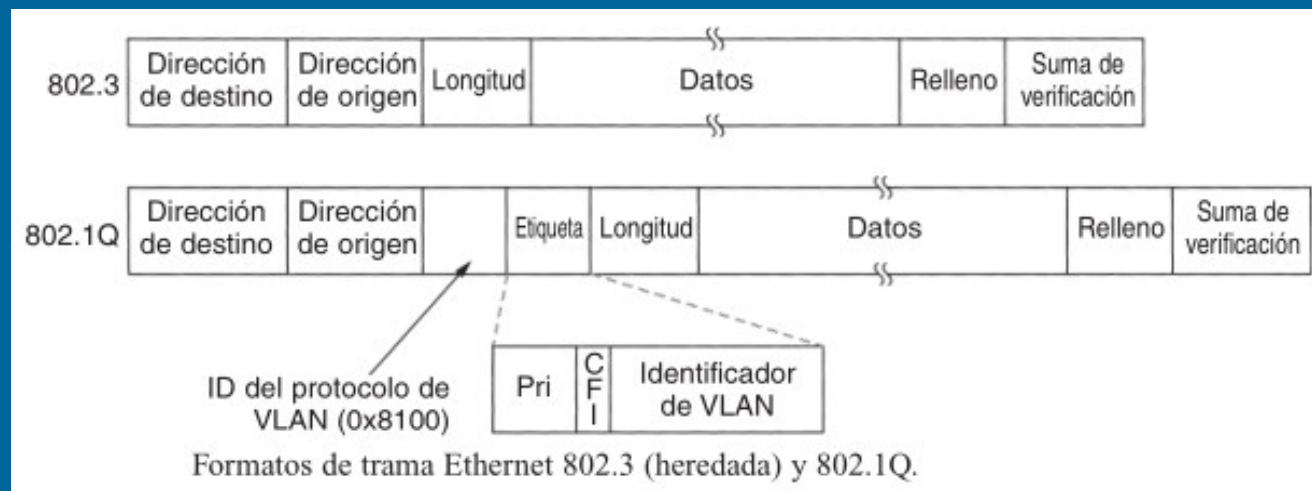 802.3
Dirección
de destino
Dirección
de origen
Longitud
Datos
Relleno
Suma de
verificación
802.1Q
Dirección
de destino
Dirección
de origen
Etiqueta
Longitud
Datos
Relleno
Suma de
verificación
ID del protocolo de
VLAN (0x8100)
Pri
CFI
Identificador
de VLAN
Formatos de trama Ethernet 802.3 (heredada) y 802.1Q.